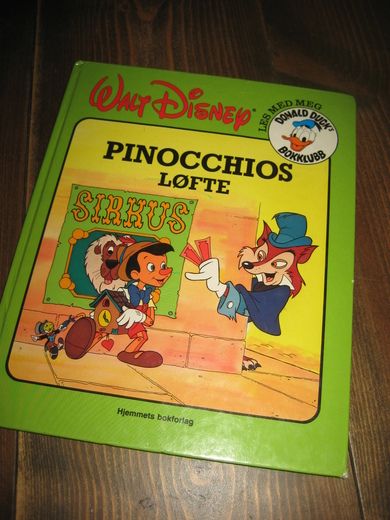 WALT DISNEY
LES MED MEG
DONALD DUCK'S
BOKKLUBB
PINOCCHIOS
LØFTE
SIRKUS
Hjemmets bokforlag